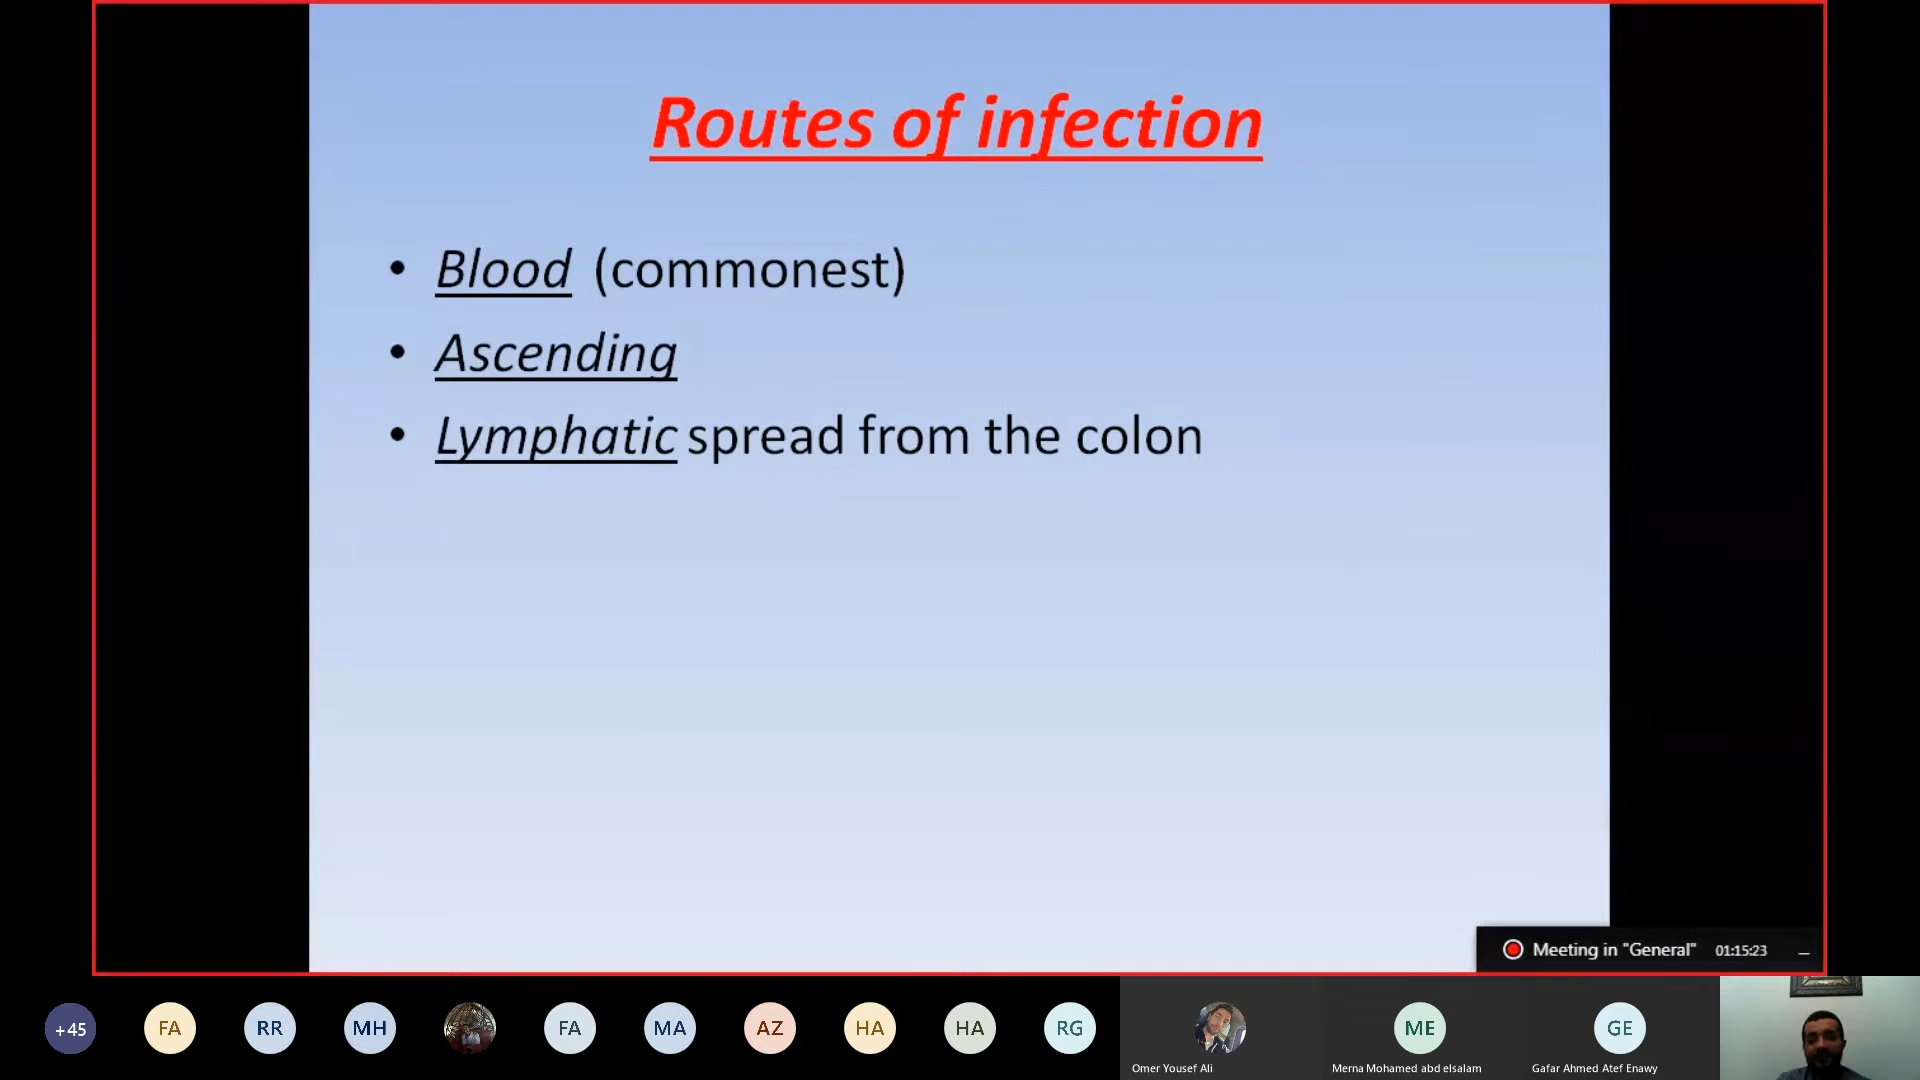 Routes of infection
• Blood (commonest)
• Ascending
• Lymphatic spread from the colon
Meeting in "General" 01:15:23
+45 FA RR MH FA MA AZ HA HA RG ME GE
Omer Yousef Ali Merna Mohamed abd elsalam Gafar Ahmed Atef Enawy